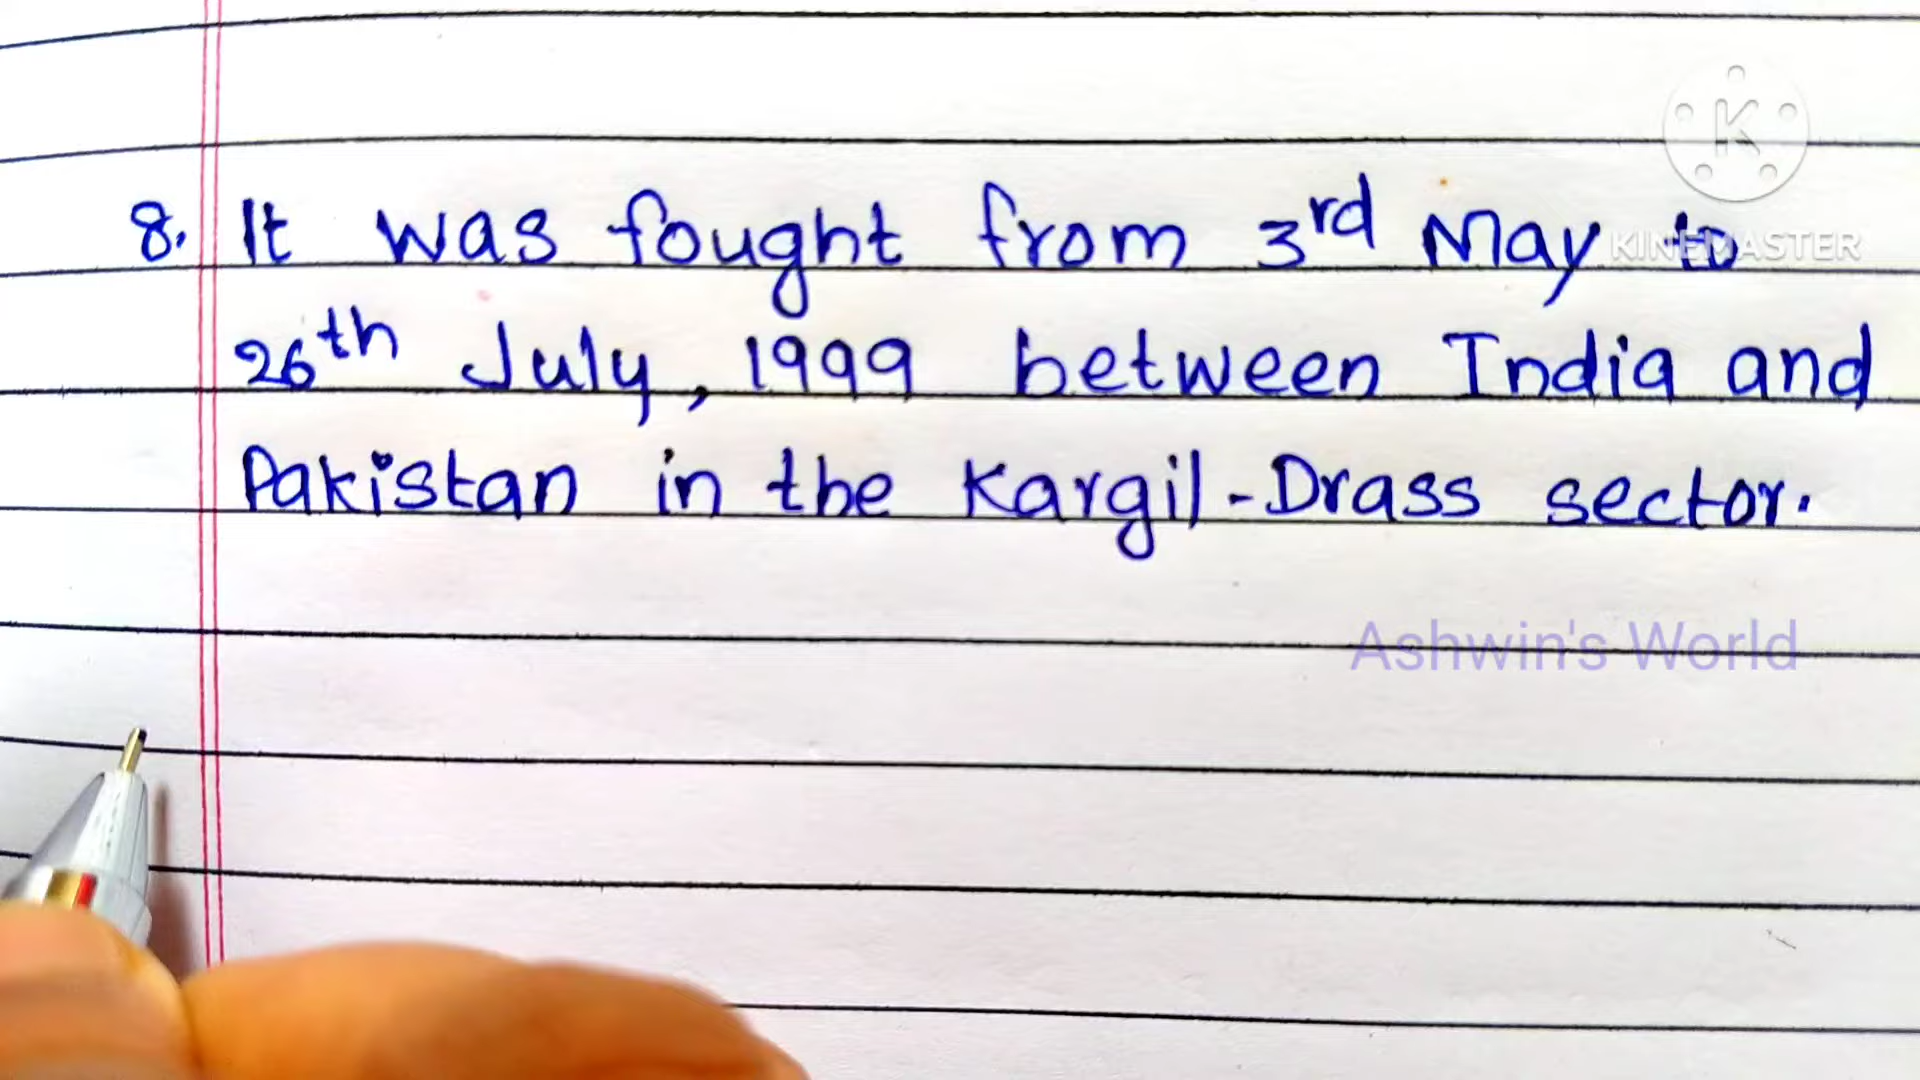 KINEMASTER
8. It was fought from 3rd May to
26th July, 1999 between India and
Pakistan in the Kargil-Drass sector.
Ashwin's World